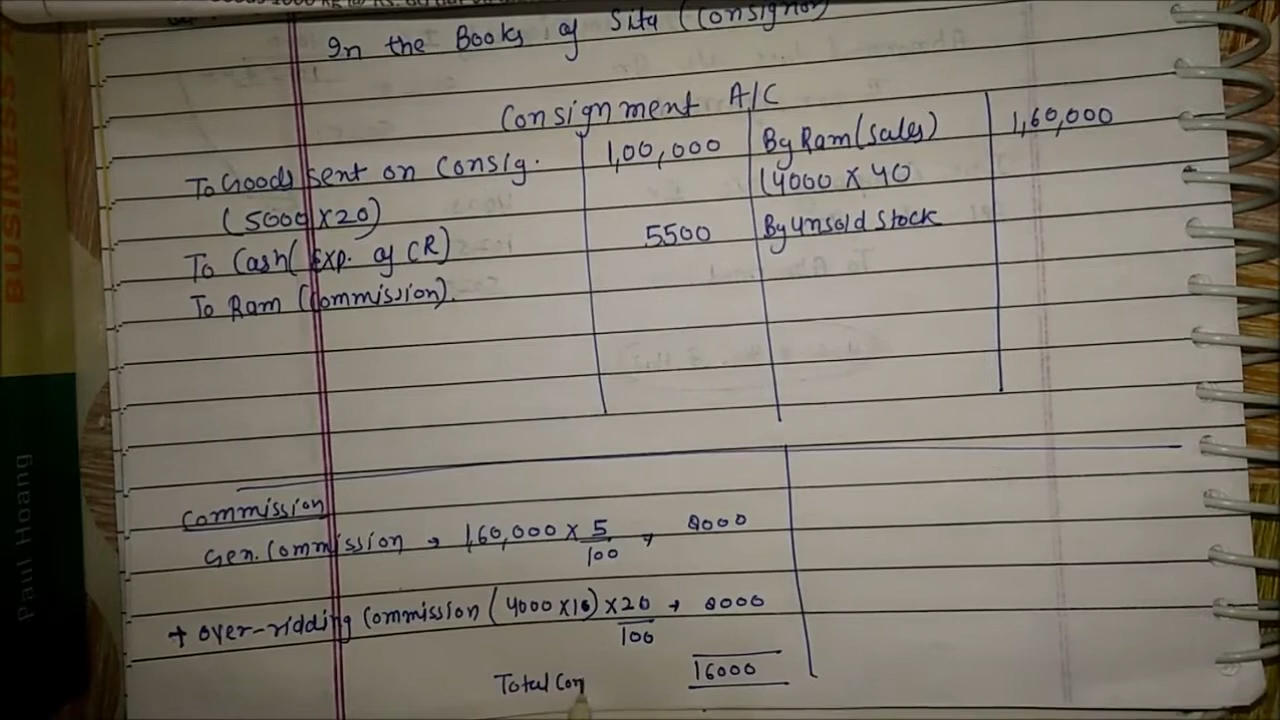 In the Books of Sita (Consignor)
Consignment A/C
To Goods sent on Consig. 1,00,000 By Ram (sales) 1,60,000
(5000 X 20) (4000 X 40
To Cash (Exp. of CR) 5500 By Unsold Stock
To Ram (Commission).
Commission
Gen. Commission → 1,60,000 X 5/100 → 8000
+ over-ridding Commission (4000 X 10) X 20/100 → 8000
Total Com 16000
BUSINESS
Paul Hoang